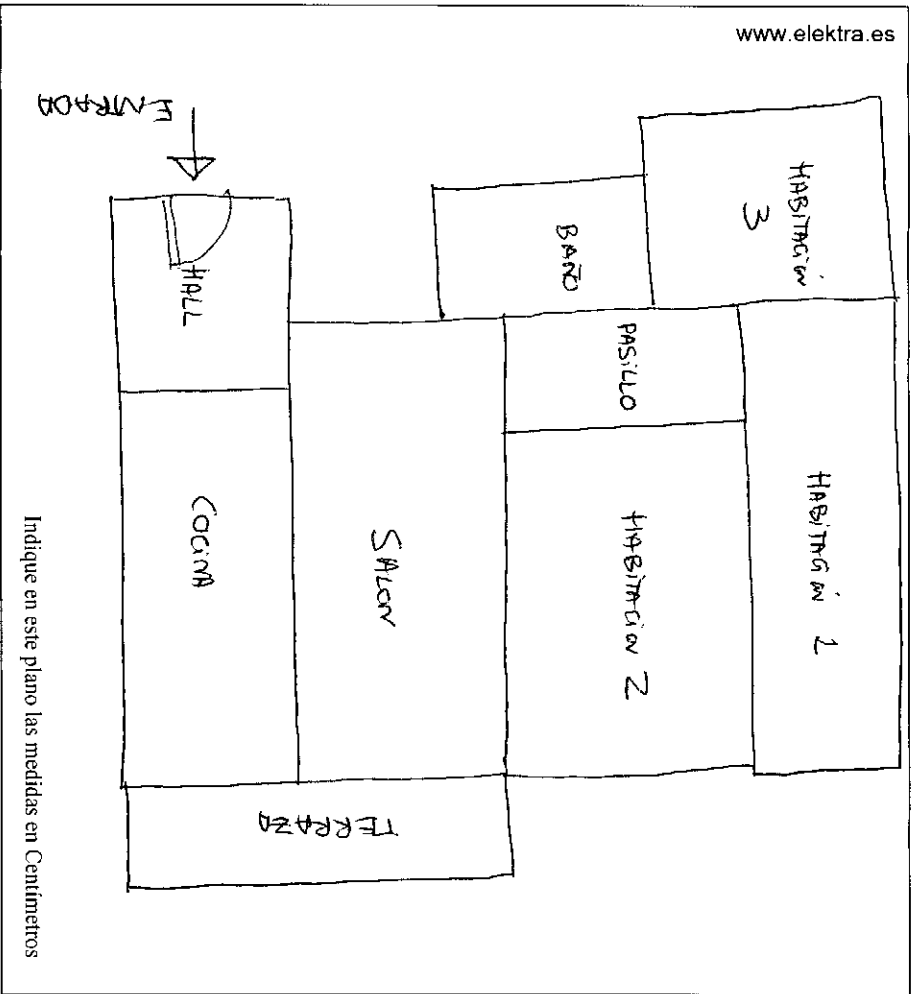 www.elektra.es
ENTRADA
HABITACIÓN
3
BAÑO
HALL
PASILLO
HABITACIÓN 1
HABITACIÓN 2
SALON
COCINA
TERRAZA
Indique en este plano las medidas en Centímetros